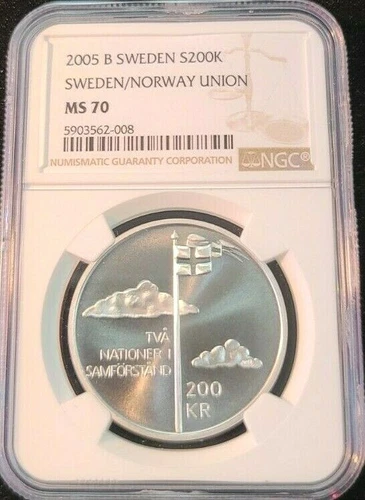 2005 B SWEDEN S200K
SWEDEN/NORWAY UNION
MS 70
5903562-008
NUMISMATIC GUARANTY CORPORATION
NGC®
TVÅ
NATIONER I
SAMFÖRSTÅND
200
KR